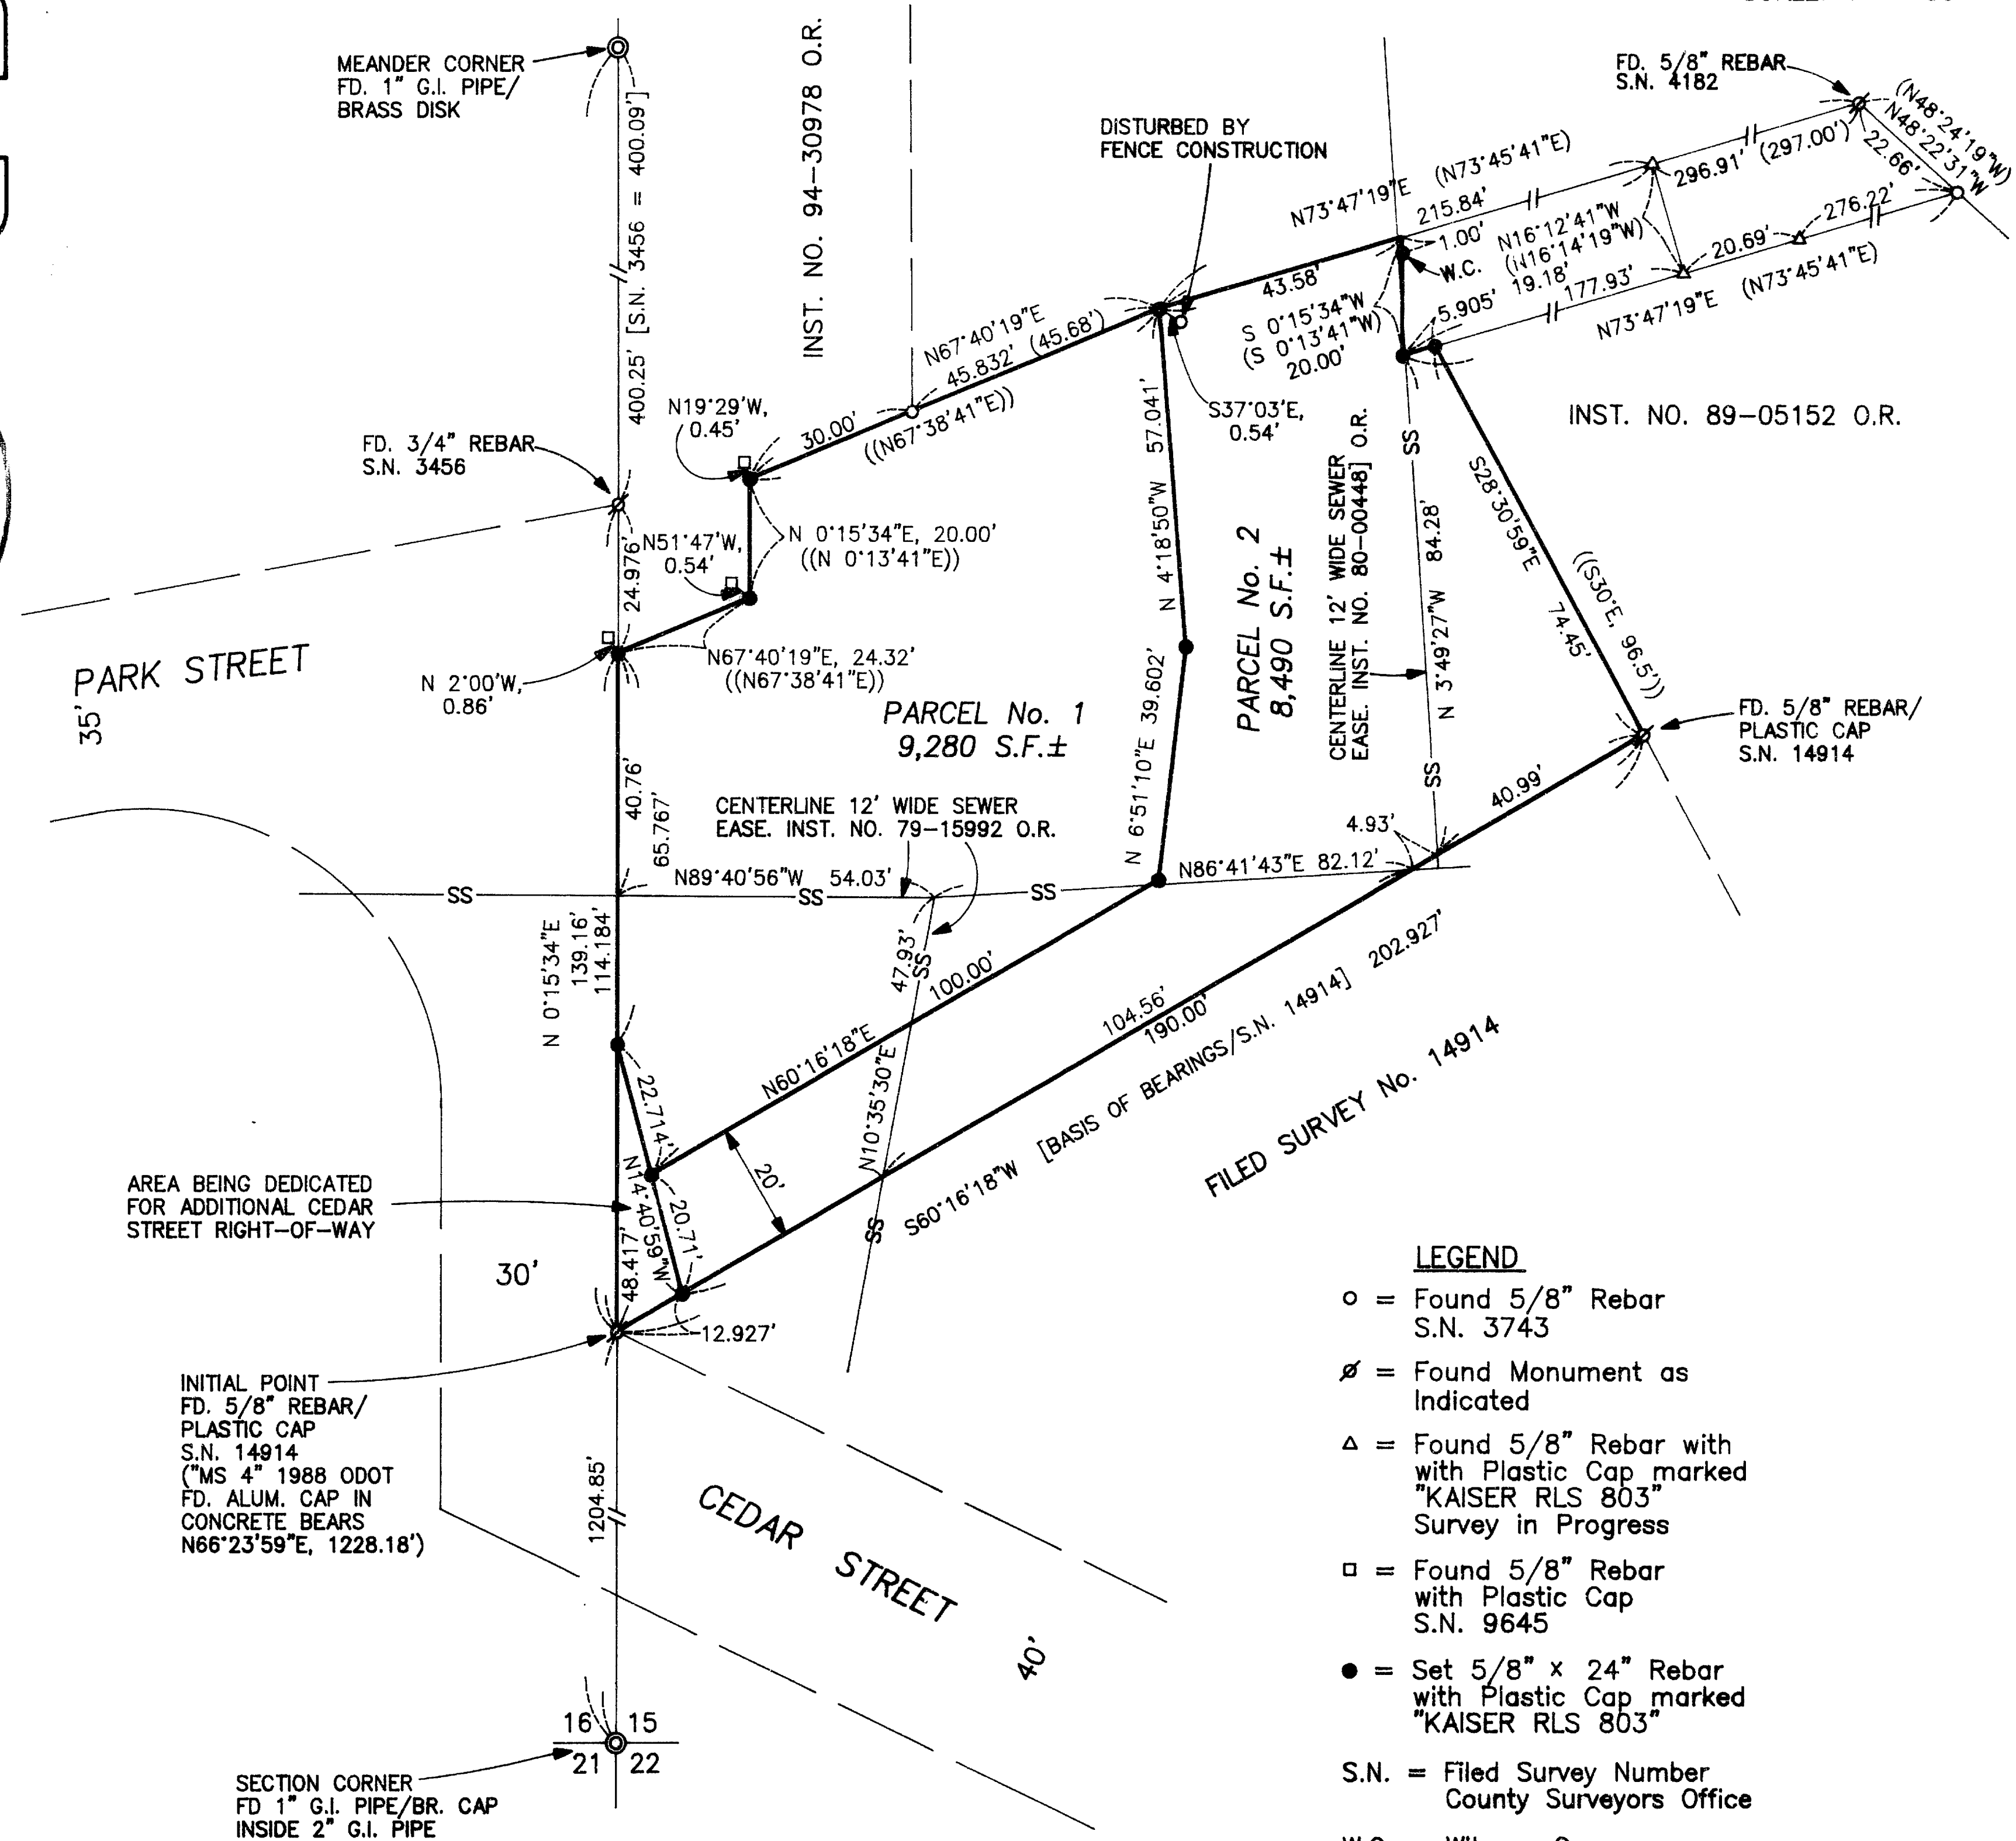 MEANDER CORNER
FD. 1" G.I. PIPE/
BRASS DISK
400.25' [S.N. 3456 = 400.09']
INST. NO. 94-30978 O.R.
DISTURBED BY
FENCE CONSTRUCTION
FD. 5/8" REBAR
S.N. 4182
(N48°24'19"W)
N48°22'31"W
22.66'
N73°47'19"E (N73°45'41"E)
215.84'
296.91' (297.00')
1.00'
W.C.
N16°12'41"W
(N16°14'19"W)
19.18'
20.69'
276.22'
5.905'
177.93'
N73°47'19"E (N73°45'41"E)
43.58'
S 0°15'34"W
(S 0°13'41"W)
20.00'
N67°40'19"E
45.832' (45.68')
30.00'
((N67°38'41"E))
N19°29'W,
0.45'
S37°03'E,
0.54'
INST. NO. 89-05152 O.R.
FD. 3/4" REBAR
S.N. 3456
24.976'
N51°47'W,
0.54'
N 0°15'34"E, 20.00'
((N 0°13'41"E))
N 4°18'50"W 57.041'
PARCEL No. 2
8,490 S.F.±
CENTERLINE 12' WIDE SEWER
EASE. INST. NO. 80-00448] O.R.
SS
N 3°49'27"W 84.28'
SS
S28°30'59"E
74.45'
((S30°E, 96.5'))
PARK STREET
35'
N 2°00'W,
0.86'
N67°40'19"E, 24.32'
((N67°38'41"E))
PARCEL No. 1
9,280 S.F.±
N 6°51'10"E 39.602'
FD. 5/8" REBAR/
PLASTIC CAP
S.N. 14914
40.76'
65.767'
CENTERLINE 12' WIDE SEWER
EASE. INST. NO. 79-15992 O.R.
40.99'
4.93'
N89°40'56"W 54.03'
N86°41'43"E 82.12'
SS
SS
SS
N 0°15'34"E
139.16'
114.184'
47.93'
SS
100.00'
N60°16'18"E
104.56'
190.00'
S60°16'18"W [BASIS OF BEARINGS/S.N. 14914] 202.927'
FILED SURVEY No. 14914
N10°35'30"E
SS
22.714'
N14°40'59"W
20.71'
20'
48.417'
12.927'
AREA BEING DEDICATED
FOR ADDITIONAL CEDAR
STREET RIGHT-OF-WAY
30'
INITIAL POINT
FD. 5/8" REBAR/
PLASTIC CAP
S.N. 14914
("MS 4" 1988 ODOT
FD. ALUM. CAP IN
CONCRETE BEARS
N66°23'59"E, 1228.18')
1204.85'
CEDAR STREET
40'
16 15
21 22
SECTION CORNER
FD 1" G.I. PIPE/BR. CAP
INSIDE 2" G.I. PIPE
LEGEND
○ = Found 5/8" Rebar
S.N. 3743
ø = Found Monument as
Indicated
△ = Found 5/8" Rebar with
with Plastic Cap marked
"KAISER RLS 803"
Survey in Progress
□ = Found 5/8" Rebar
with Plastic Cap
S.N. 9645
● = Set 5/8" x 24" Rebar
with Plastic Cap marked
"KAISER RLS 803"
S.N. = Filed Survey Number
County Surveyors Office